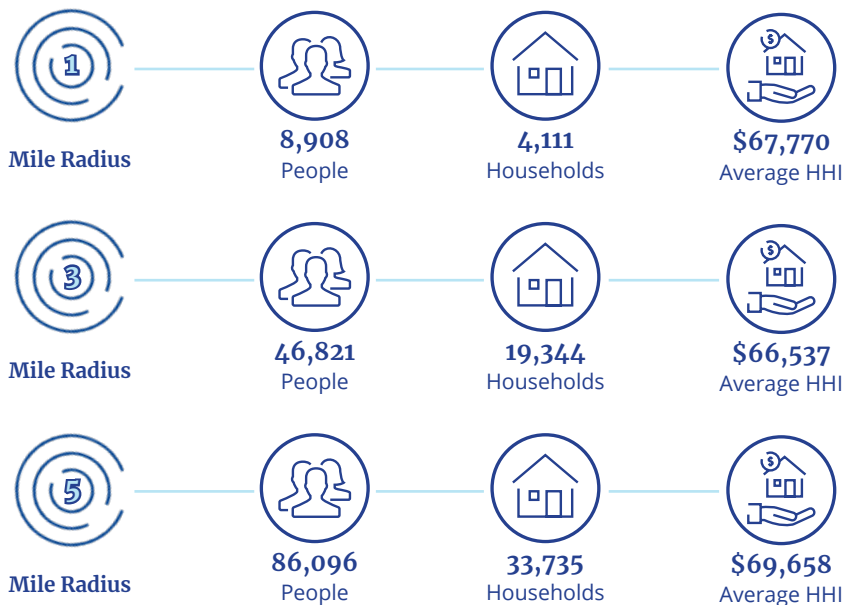 1
Mile Radius
8,908
People
4,111
Households
$
$67,770
Average HHI
3
Mile Radius
46,821
People
19,344
Households
$
$66,537
Average HHI
5
Mile Radius
86,096
People
33,735
Households
$
$69,658
Average HHI